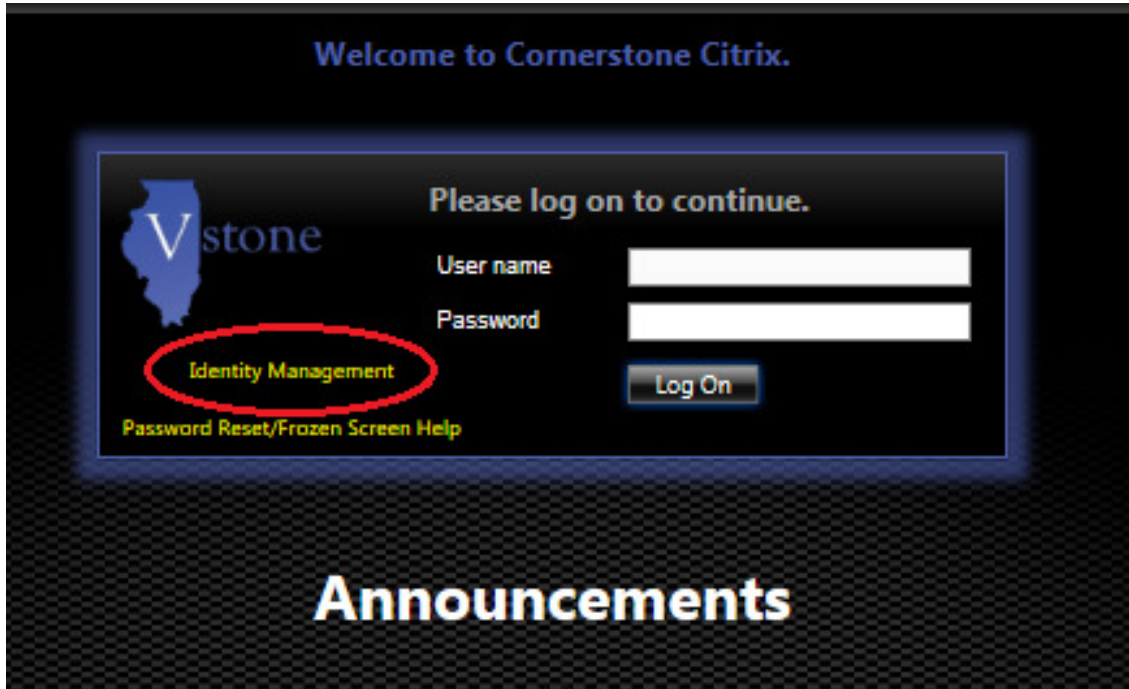 Welcome to Cornerstone Citrix.
Vstone
Please log on to continue.
User name
Password
Identity Management
Log On
Password Reset/Frozen Screen Help
Announcements